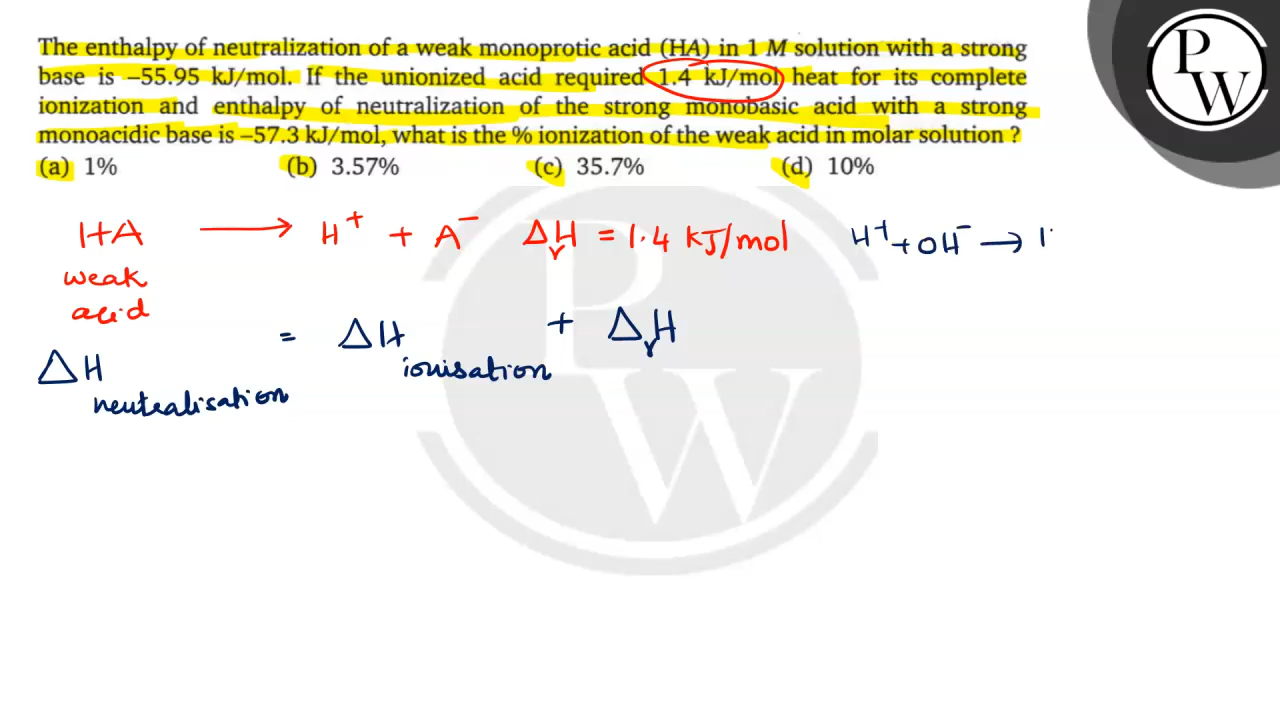 The enthalpy of neutralization of a weak monoprotic acid (HA) in 1 M solution with a strong
base is –55.95 kJ/mol. If the unionized acid required 1.4 kJ/mol heat for its complete
ionization and enthalpy of neutralization of the strong monobasic acid with a strong
monoacidic base is –57.3 kJ/mol, what is the % ionization of the weak acid in molar solution ?
(a) 1% (b) 3.57% (c) 35.7% (d) 10%
P
W
HA ⟶ H⁺ + A⁻ ΔᵣH = 1.4 kJ/mol H⁺ + OH⁻ ⟶
weak
acid
ΔH neutralisation = ΔH ionisation + ΔᵣH
P
W